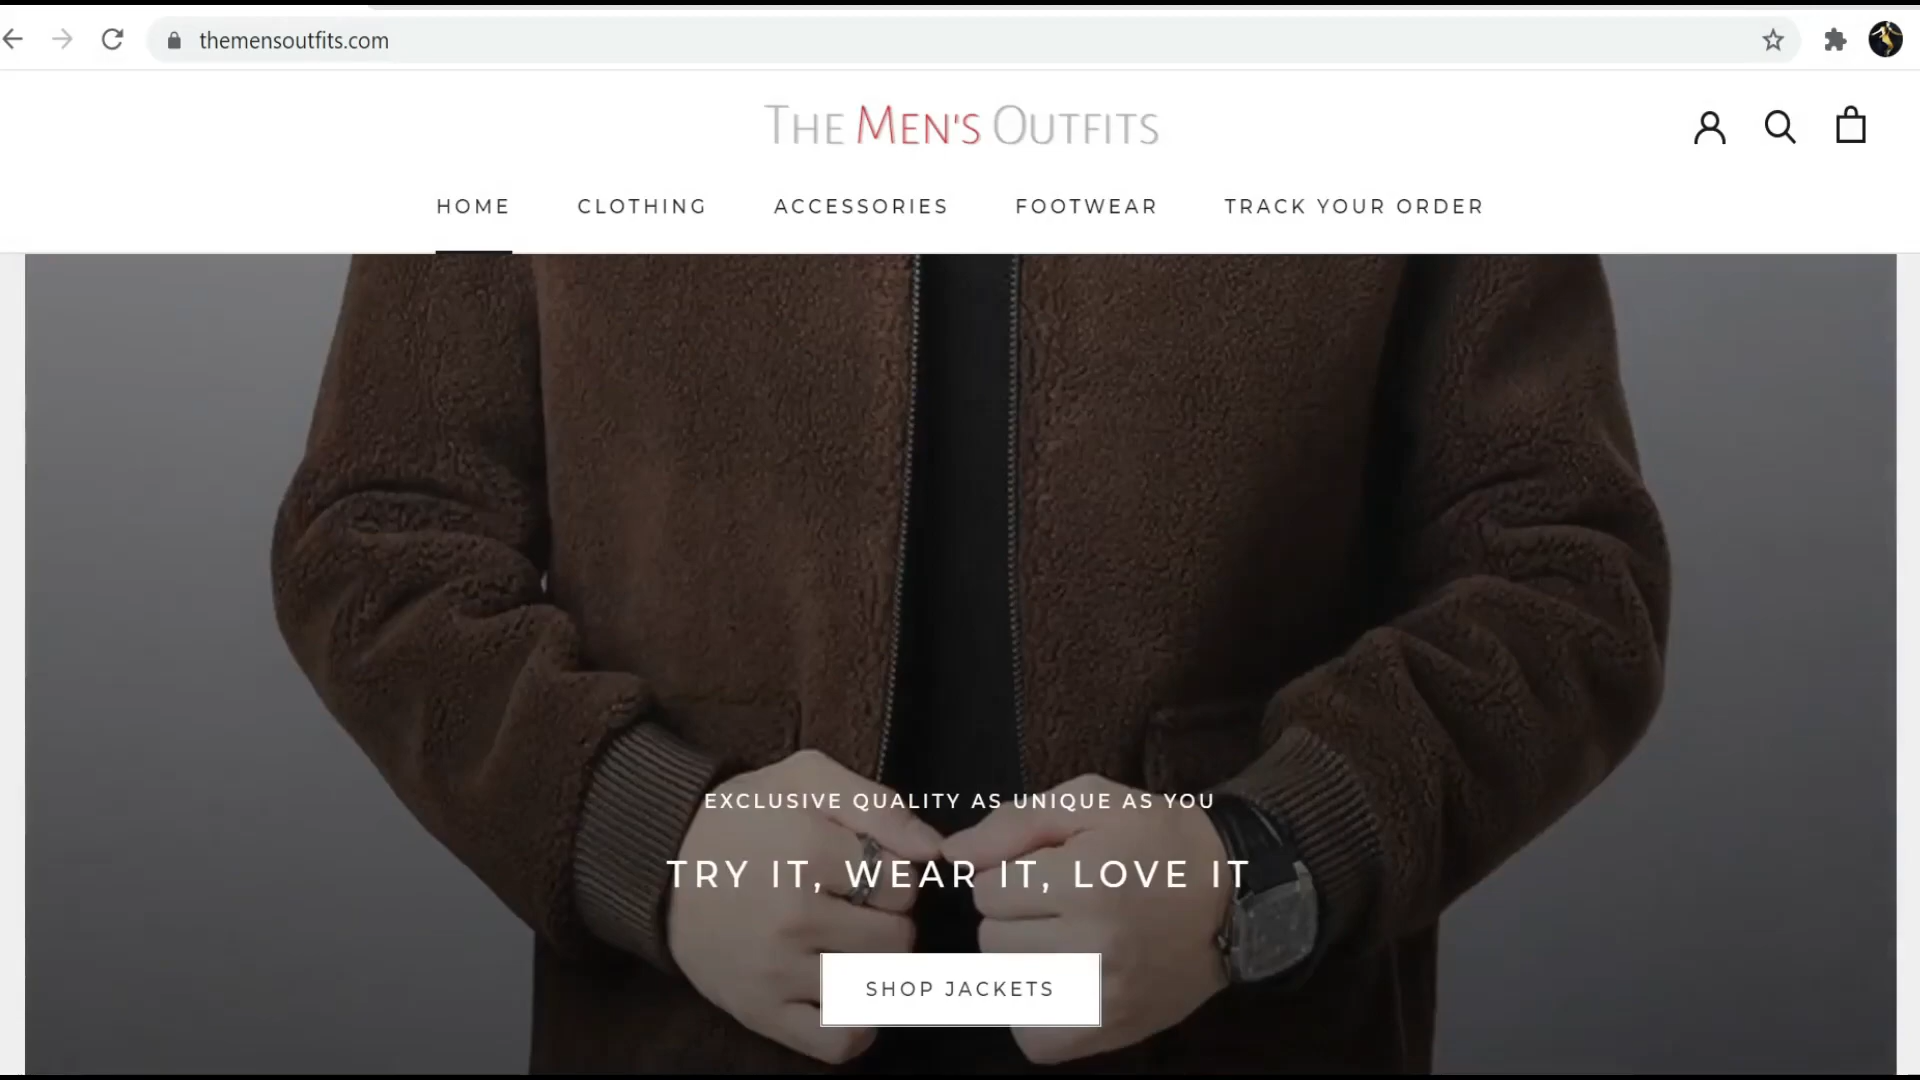 themensoutfits.com
THE MEN'S OUTFITS
HOME CLOTHING ACCESSORIES FOOTWEAR TRACK YOUR ORDER
EXCLUSIVE QUALITY AS UNIQUE AS YOU
TRY IT, WEAR IT, LOVE IT
SHOP JACKETS